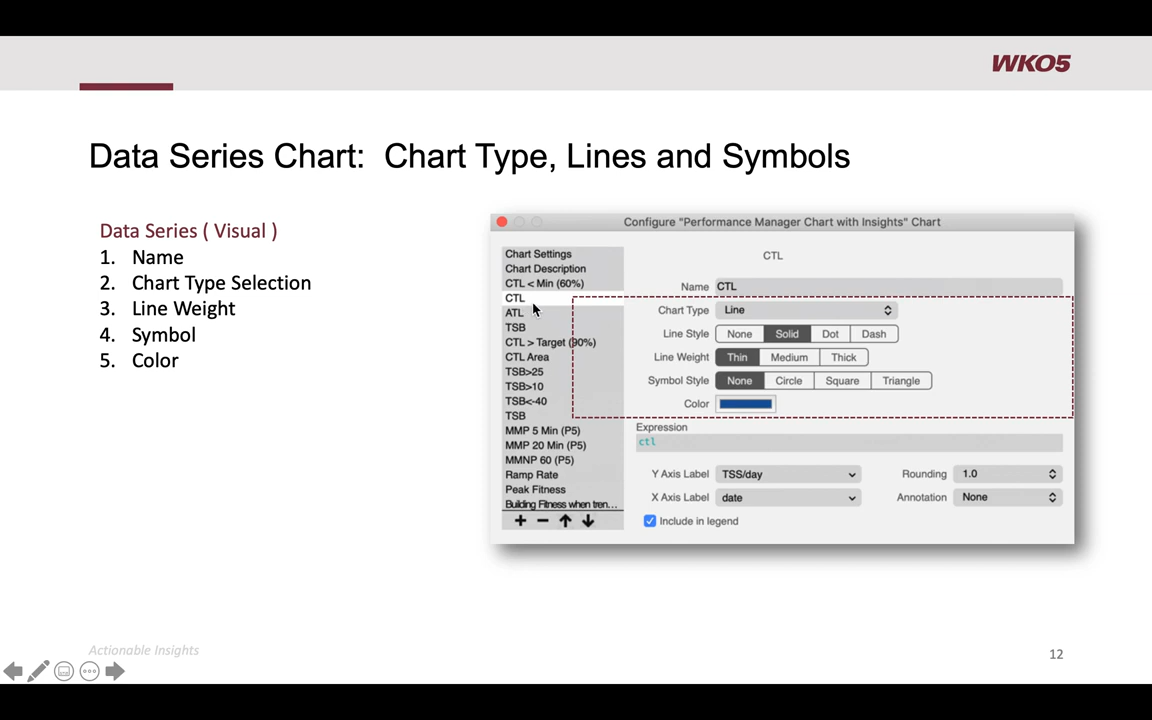 WKO5
Data Series Chart:  Chart Type, Lines and Symbols
Data Series ( Visual )
1. Name
2. Chart Type Selection
3. Line Weight
4. Symbol
5. Color
Configure "Performance Manager Chart with Insights" Chart
Chart Settings
Chart Description
CTL < Min (60%)
CTL
ATL
TSB
CTL > Target (90%)
CTL Area
TSB>25
TSB>10
TSB<-40
TSB
MMP 5 Min (P5)
MMP 20 Min (P5)
MMNP 60 (P5)
Ramp Rate
Peak Fitness
Building Fitness when tren...
CTL
Name CTL
Chart Type Line
Line Style None Solid Dot Dash
Line Weight Thin Medium Thick
Symbol Style None Circle Square Triangle
Color
Expression
ctl
Y Axis Label TSS/day Rounding 1.0
X Axis Label date Annotation None
Include in legend
Actionable Insights
12